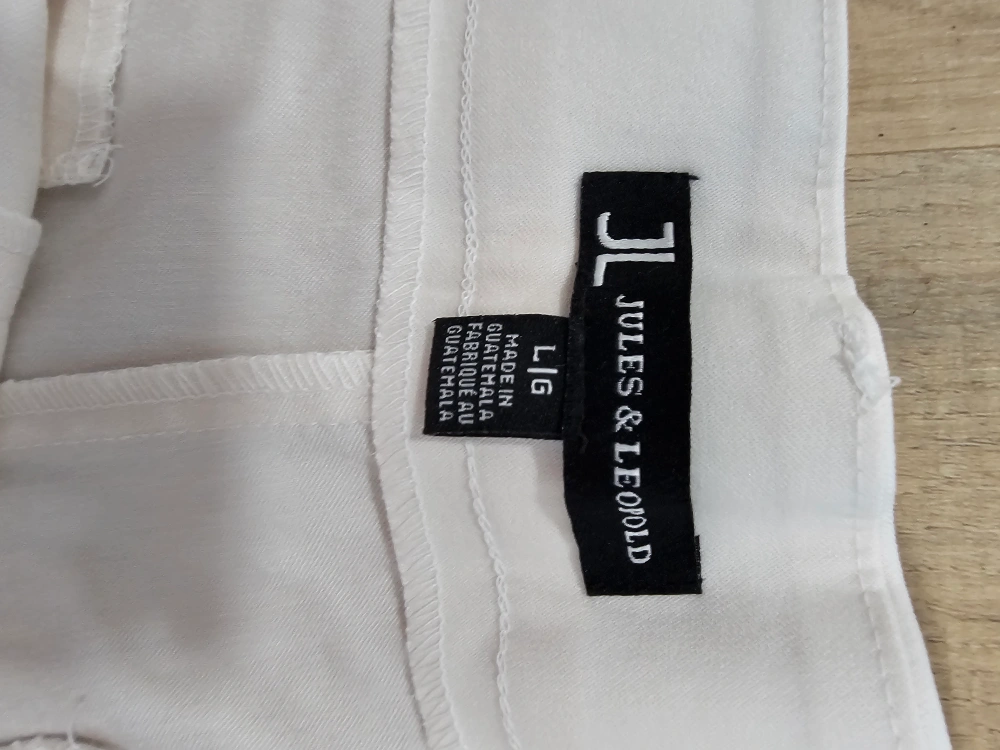 JL
JULES & LEOPOLD
L|G
MADE IN
GUATEMALA
FABRIQUÉ AU
GUATEMALA